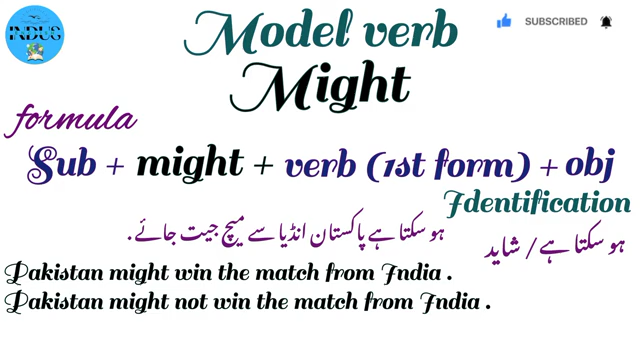 INDUS
Model verb
SUBSCRIBED
Might
formula
Sub + might + verb (1st form) + obj
Identification
ہو سکتا ہے پاکستان انڈیا سے میچ جیت جائے۔
ہو سکتا ہے / شاید
Pakistan might win the match from India .
Pakistan might not win the match from India .